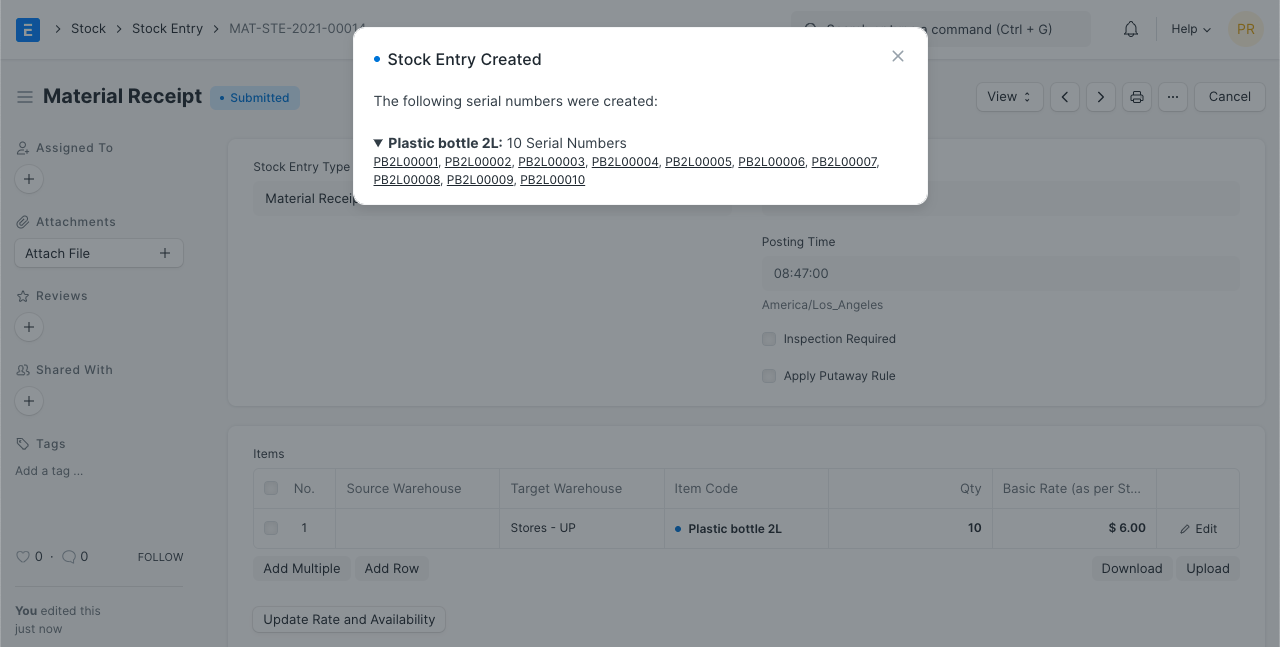 E
Stock
Stock Entry
MAT-STE-2021-00014
command (Ctrl + G)
Help
PR
Material Receipt
Submitted
View
Cancel
Stock Entry Created
The following serial numbers were created:
▼ Plastic bottle 2L: 10 Serial Numbers
PB2L00001, PB2L00002, PB2L00003, PB2L00004, PB2L00005, PB2L00006, PB2L00007,
PB2L00008, PB2L00009, PB2L00010
Assigned To
Attachments
Attach File
Reviews
Shared With
Tags
Add a tag ...
0 · 0 FOLLOW
You edited this
just now
Stock Entry Type
Material Receip
Posting Time
08:47:00
America/Los_Angeles
Inspection Required
Apply Putaway Rule
Items
No. Source Warehouse Target Warehouse Item Code Qty Basic Rate (as per St...
1 Stores - UP Plastic bottle 2L 10 $ 6.00 Edit
Add Multiple Add Row Download Upload
Update Rate and Availability